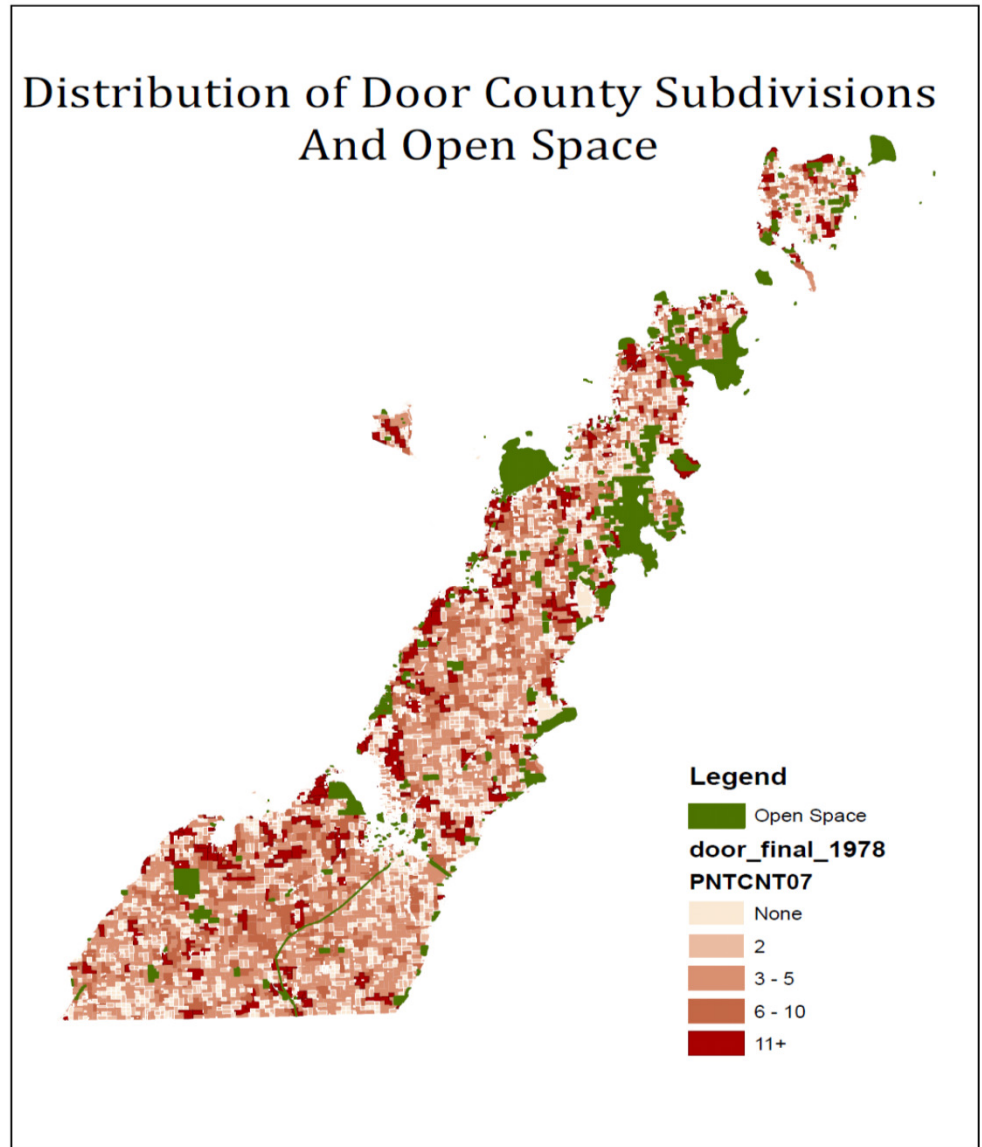 Distribution of Door County Subdivisions
And Open Space
Legend
Open Space
door_final_1978
PNTCNT07
None
2
3 - 5
6 - 10
11+